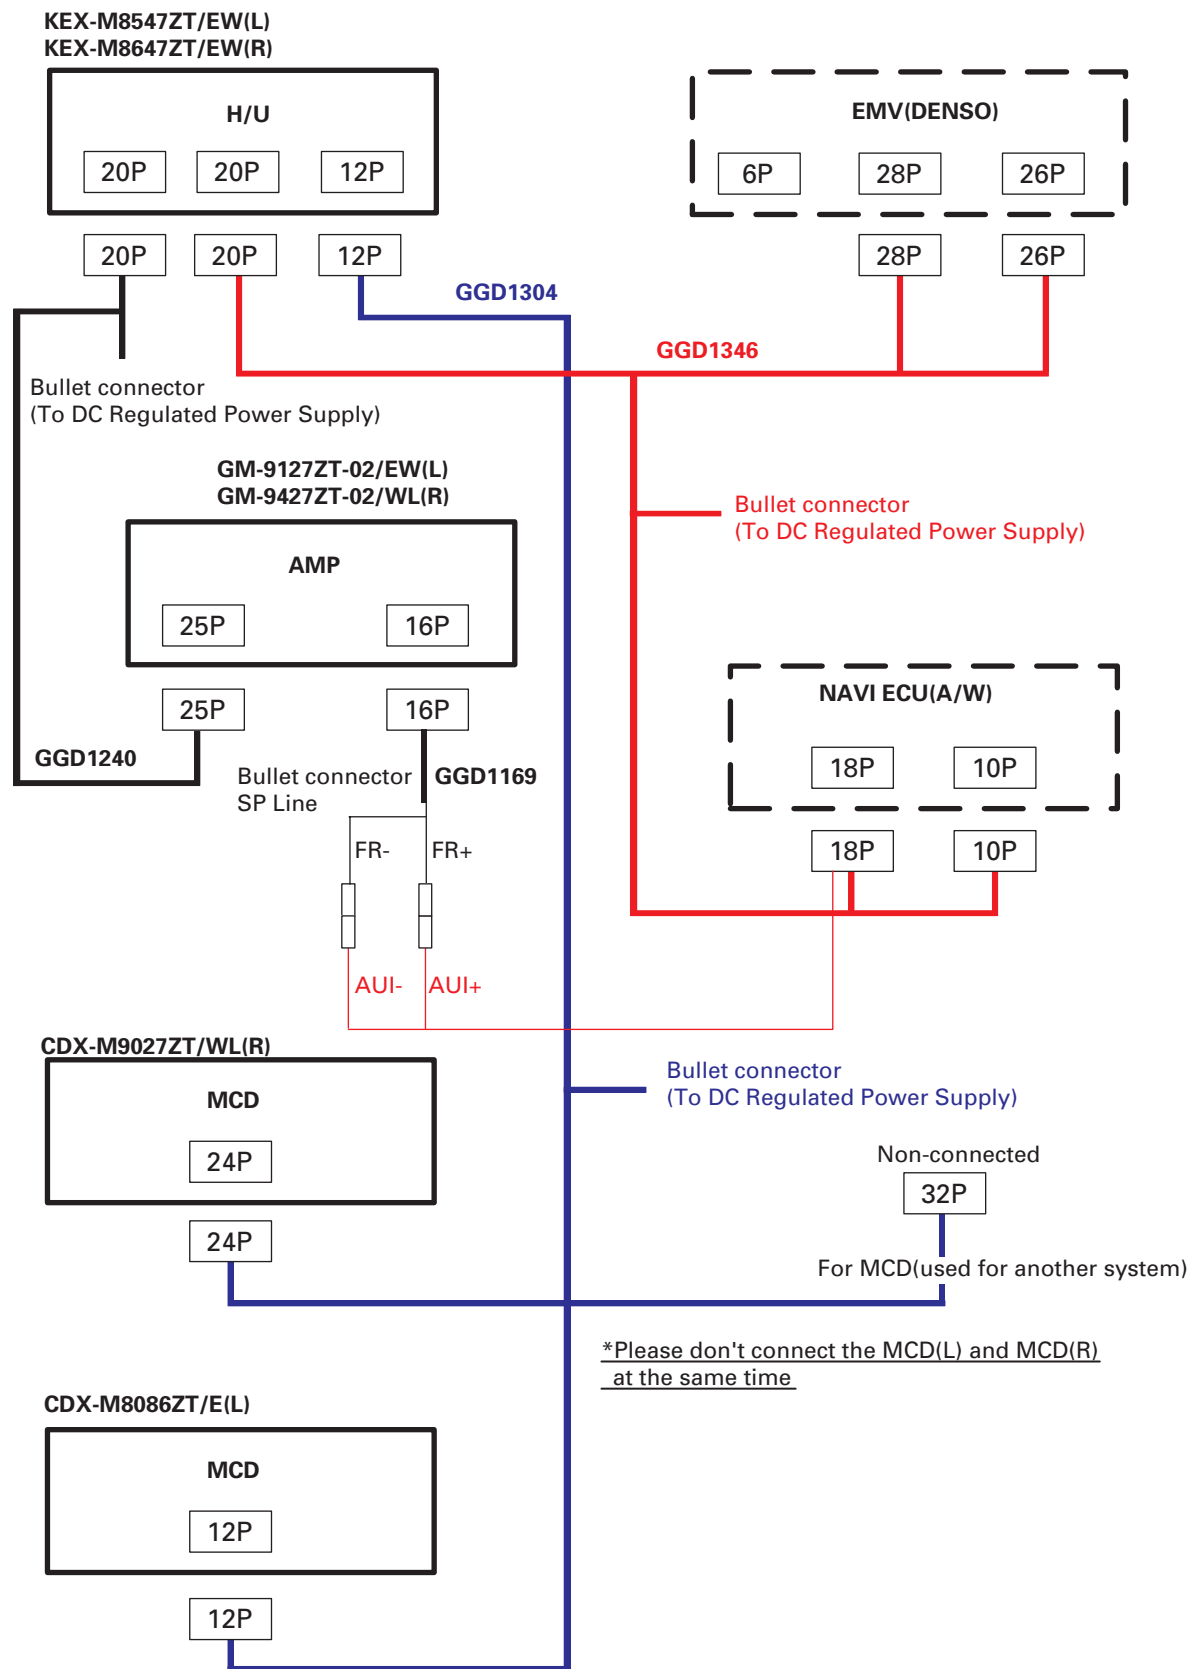 KEX-M8547ZT/EW(L)
KEX-M8647ZT/EW(R)
H/U
20P
20P
12P
20P
20P
12P
EMV(DENSO)
6P
28P
26P
28P
26P
GGD1304
GGD1346
Bullet connector
(To DC Regulated Power Supply)
GM-9127ZT-02/EW(L)
GM-9427ZT-02/WL(R)
AMP
25P
16P
25P
16P
Bullet connector
(To DC Regulated Power Supply)
NAVI ECU(A/W)
18P
10P
18P
10P
GGD1240
Bullet connector
SP Line
GGD1169
FR-
FR+
AUI-
AUI+
CDX-M9027ZT/WL(R)
MCD
24P
24P
Bullet connector
(To DC Regulated Power Supply)
Non-connected
32P
For MCD(used for another system)
*Please don't connect the MCD(L) and MCD(R)
at the same time
CDX-M8086ZT/E(L)
MCD
12P
12P